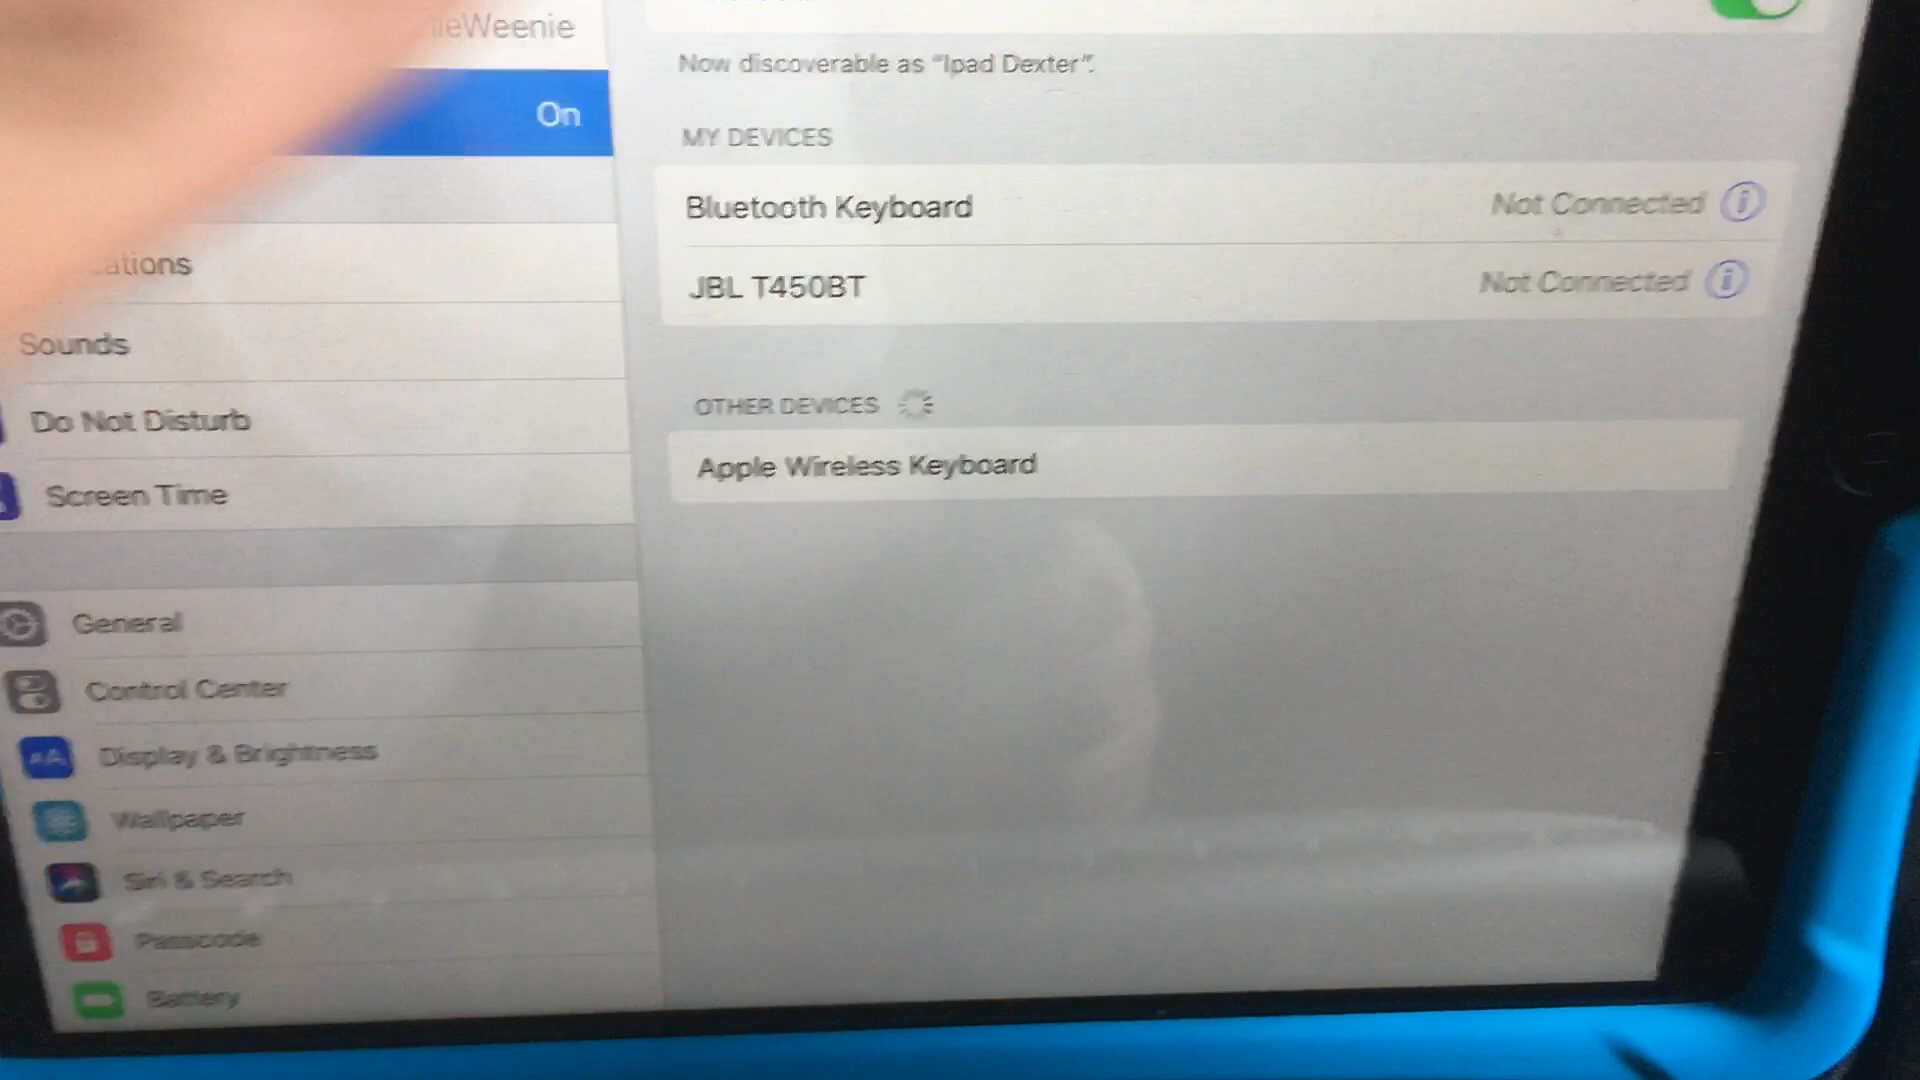 ieWeenie
On
ations
Sounds
Do Not Disturb
Screen Time
General
Control Center
AA Display & Brightness
Wallpaper
Siri & Search
Passcode
Battery
Now discoverable as “Ipad Dexter”.
MY DEVICES
Bluetooth Keyboard Not Connected i
JBL T450BT Not Connected i
OTHER DEVICES
Apple Wireless Keyboard